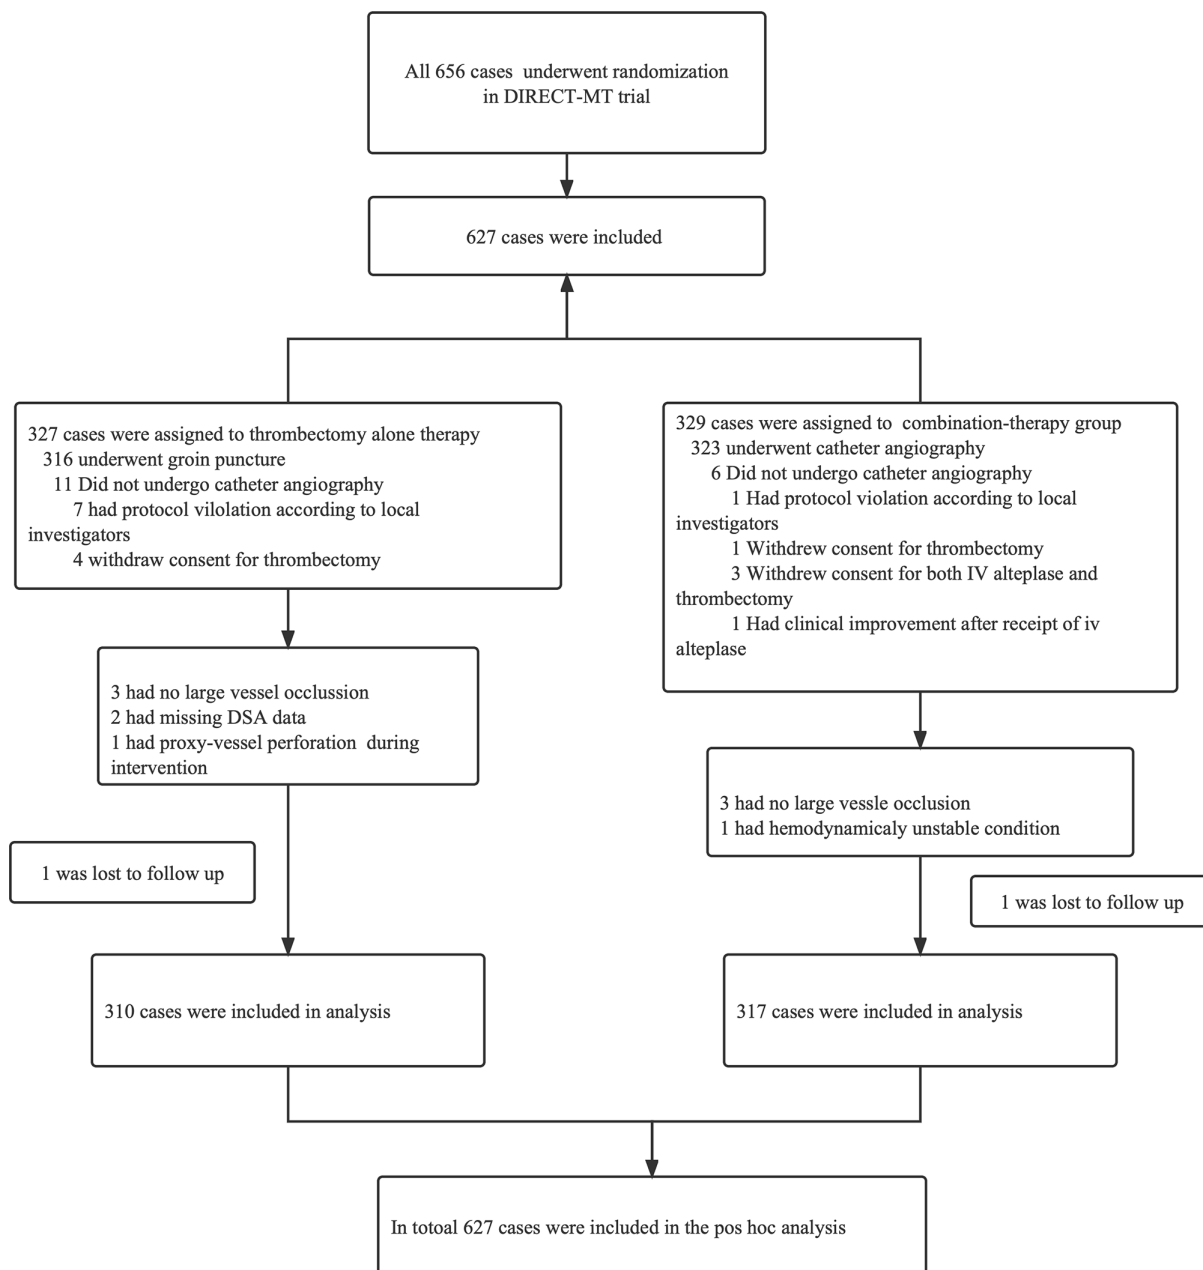 All 656 cases underwent randomization
in DIRECT-MT trial
627 cases were included
327 cases were assigned to thrombectomy alone therapy
316 underwent groin puncture
11 Did not undergo catheter angiography
7 had protocol vilolation according to local
investigators
4 withdraw consent for thrombectomy
329 cases were assigned to combination-therapy group
323 underwent catheter angiography
6 Did not undergo catheter angiography
1 Had protocol violation according to local
investigators
1 Withdrew consent for thrombectomy
3 Withdrew consent for both IV alteplase and
thrombectomy
1 Had clinical improvement after receipt of iv
alteplase
3 had no large vessel occlussion
2 had missing DSA data
1 had proxy-vessel perforation during
intervention
3 had no large vessle occlusion
1 had hemodynamicaly unstable condition
1 was lost to follow up
1 was lost to follow up
310 cases were included in analysis
317 cases were included in analysis
In totoal 627 cases were included in the pos hoc analysis